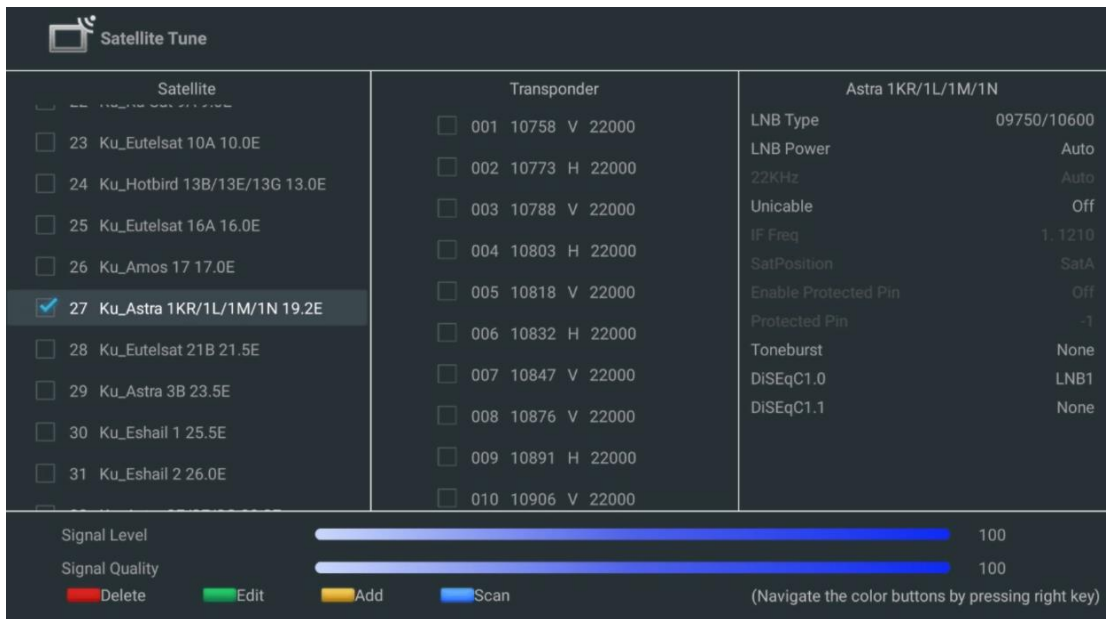 Satellite Tune
Satellite
23 Ku_Eutelsat 10A 10.0E
24 Ku_Hotbird 13B/13E/13G 13.0E
25 Ku_Eutelsat 16A 16.0E
26 Ku_Amos 17 17.0E
27 Ku_Astra 1KR/1L/1M/1N 19.2E
28 Ku_Eutelsat 21B 21.5E
29 Ku_Astra 3B 23.5E
30 Ku_Eshail 1 25.5E
31 Ku_Eshail 2 26.0E
Transponder
001 10758 V 22000
002 10773 H 22000
003 10788 V 22000
004 10803 H 22000
005 10818 V 22000
006 10832 H 22000
007 10847 V 22000
008 10876 V 22000
009 10891 H 22000
010 10906 V 22000
Astra 1KR/1L/1M/1N
LNB Type 09750/10600
LNB Power Auto
22KHz Auto
Unicable Off
IF Freq 1. 1210
SatPosition SatA
Enable Protected Pin Off
Protected Pin -1
Toneburst None
DiSEqC1.0 LNB1
DiSEqC1.1 None
Signal Level 100
Signal Quality 100
Delete Edit Add Scan (Navigate the color buttons by pressing right key)